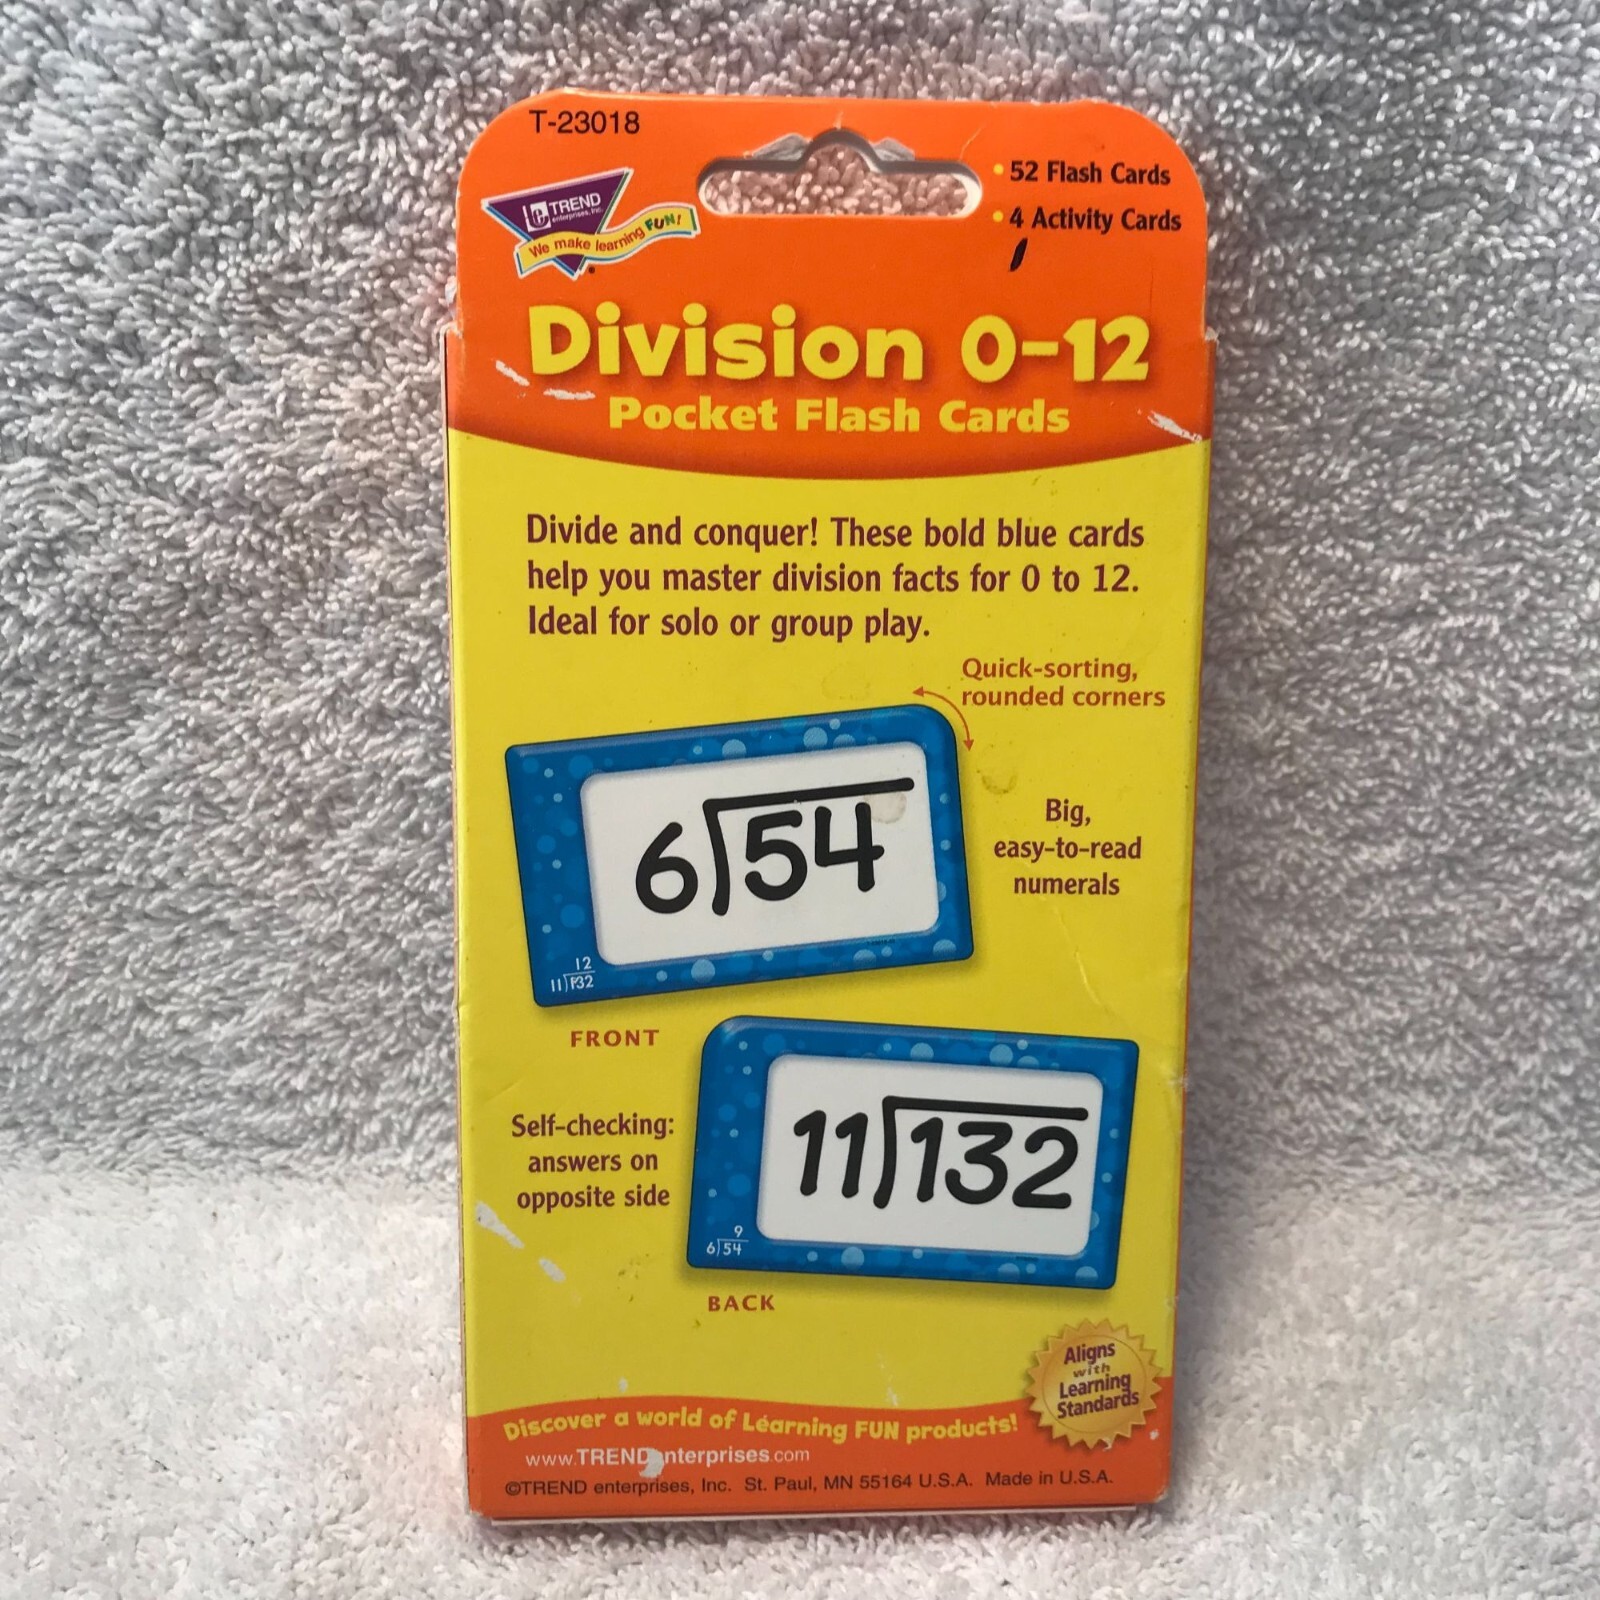 T-23018
TREND
enterprises, Inc.
We make learning FUN!
• 52 Flash Cards
• 4 Activity Cards
Division 0–12
Pocket Flash Cards
Divide and conquer! These bold blue cards
help you master division facts for 0 to 12.
Ideal for solo or group play.
Quick-sorting,
rounded corners
6)54
12
11)132
Big,
easy-to-read
numerals
FRONT
Self-checking:
answers on
opposite side
11)132
9
6)54
BACK
Aligns
with
Learning
Standards
Discover a world of Learning FUN products!
www.TRENDenterprises.com
©TREND enterprises, Inc. St. Paul, MN 55164 U.S.A. Made in U.S.A.